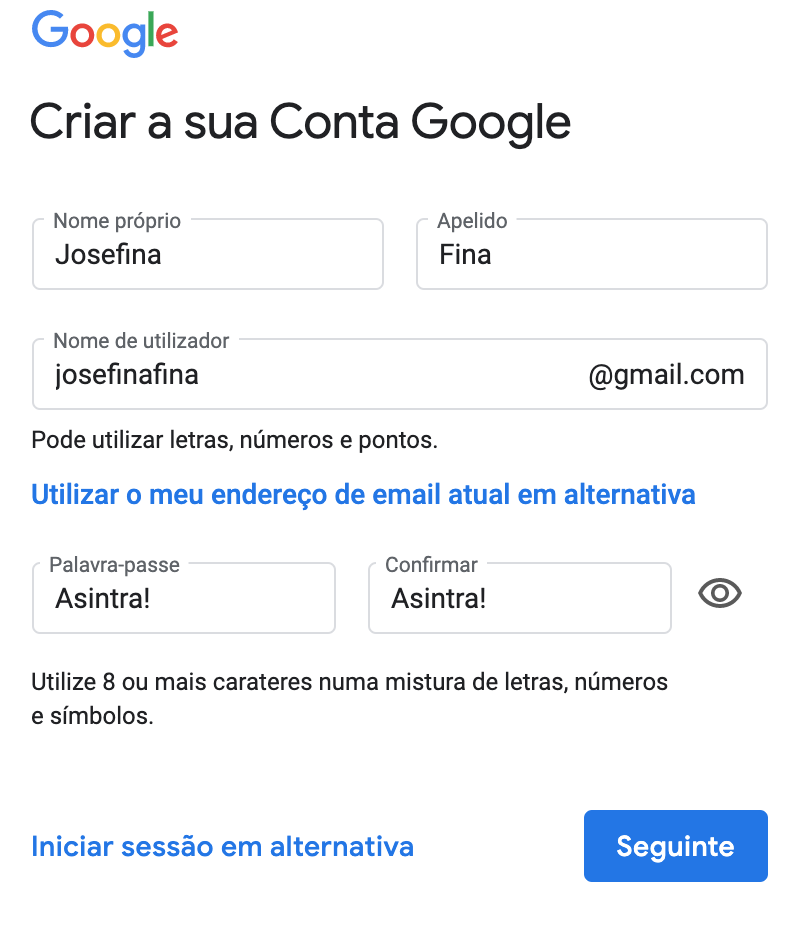 Google
Criar a sua Conta Google
Nome próprio
Josefina
Apelido
Fina
Nome de utilizador
josefinafina
@gmail.com
Pode utilizar letras, números e pontos.
Utilizar o meu endereço de email atual em alternativa
Palavra-passe
Asintra!
Confirmar
Asintra!
Utilize 8 ou mais carateres numa mistura de letras, números
e símbolos.
Iniciar sessão em alternativa
Seguinte